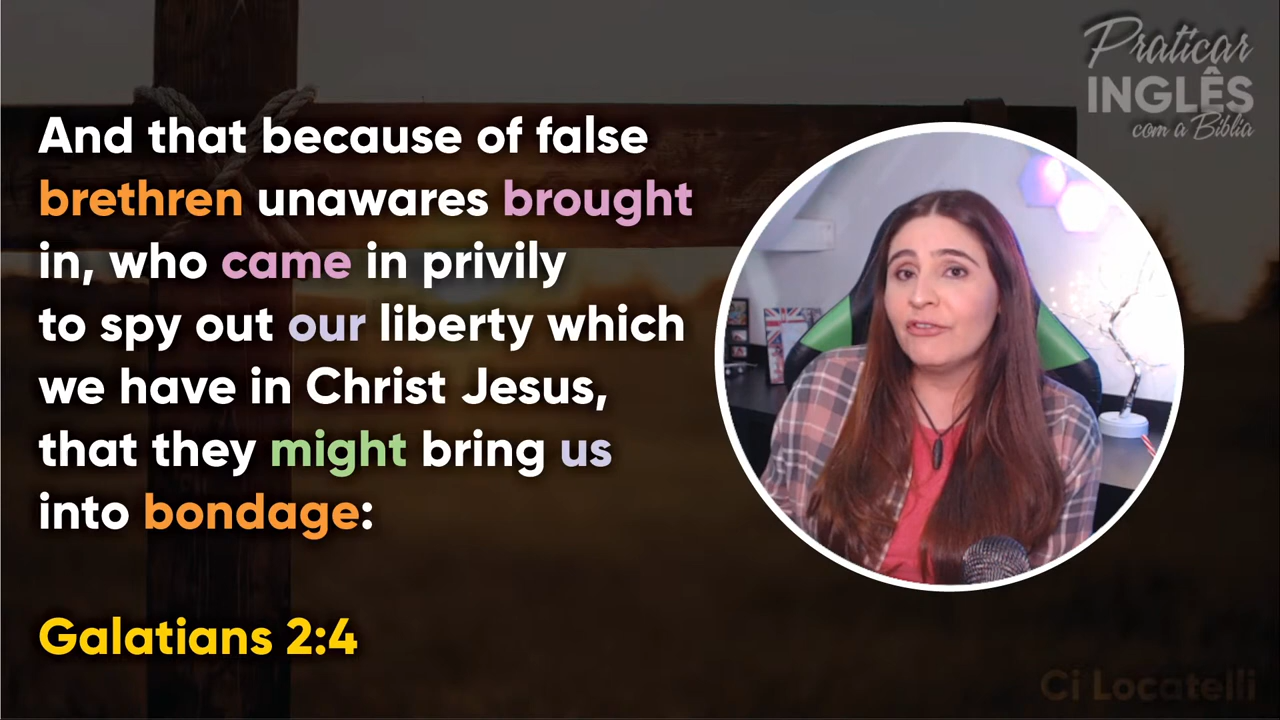 And that because of false
brethren unawares brought
in, who came in privily
to spy out our liberty which
we have in Christ Jesus,
that they might bring us
into bondage:
Galatians 2:4
Praticar
INGLÊS
com a Bíblia
Ci Locatelli